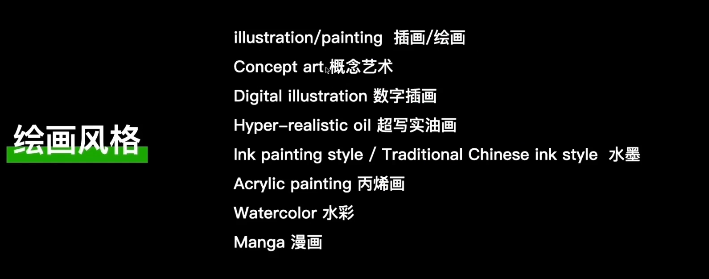 绘画风格
illustration/painting 插画/绘画
Concept art 概念艺术
Digital illustration 数字插画
Hyper-realistic oil 超写实油画
Ink painting style / Traditional Chinese ink style 水墨
Acrylic painting 丙烯画
Watercolor 水彩
Manga 漫画